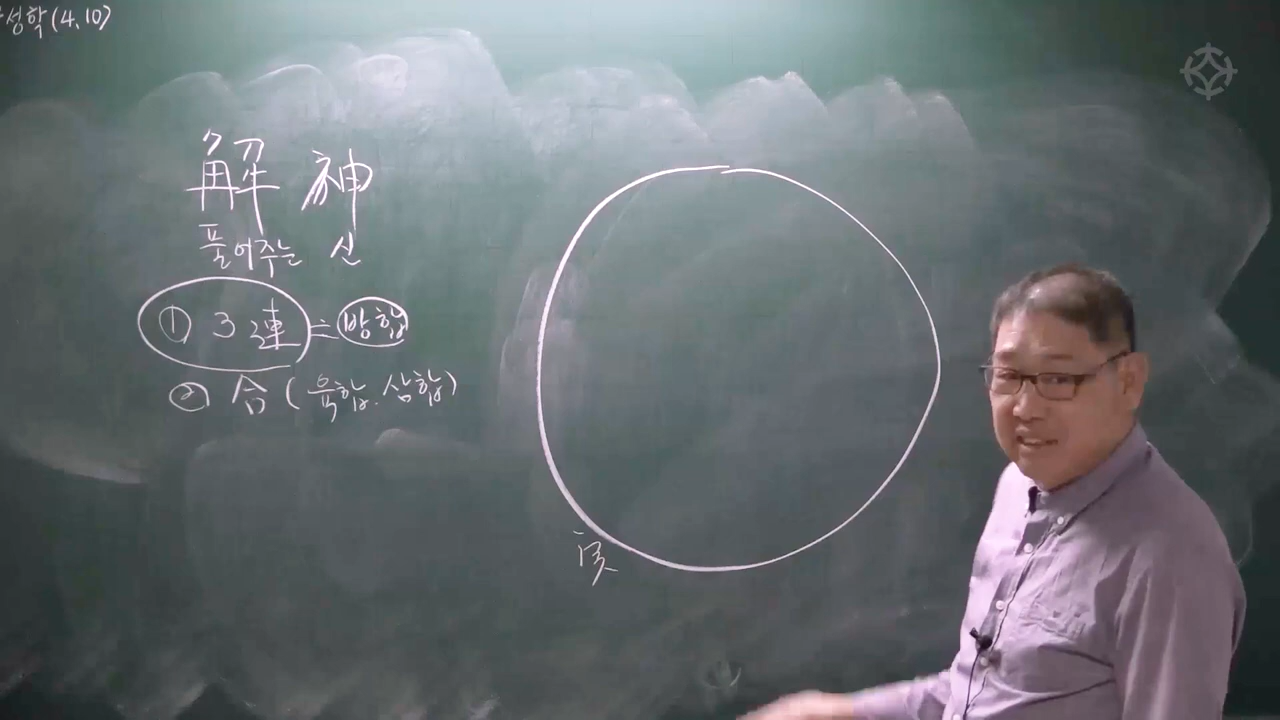 성학(4.10)
解神
풀어주는 신
① 3連 ≒ 방합
② 合 (육합. 삼합)